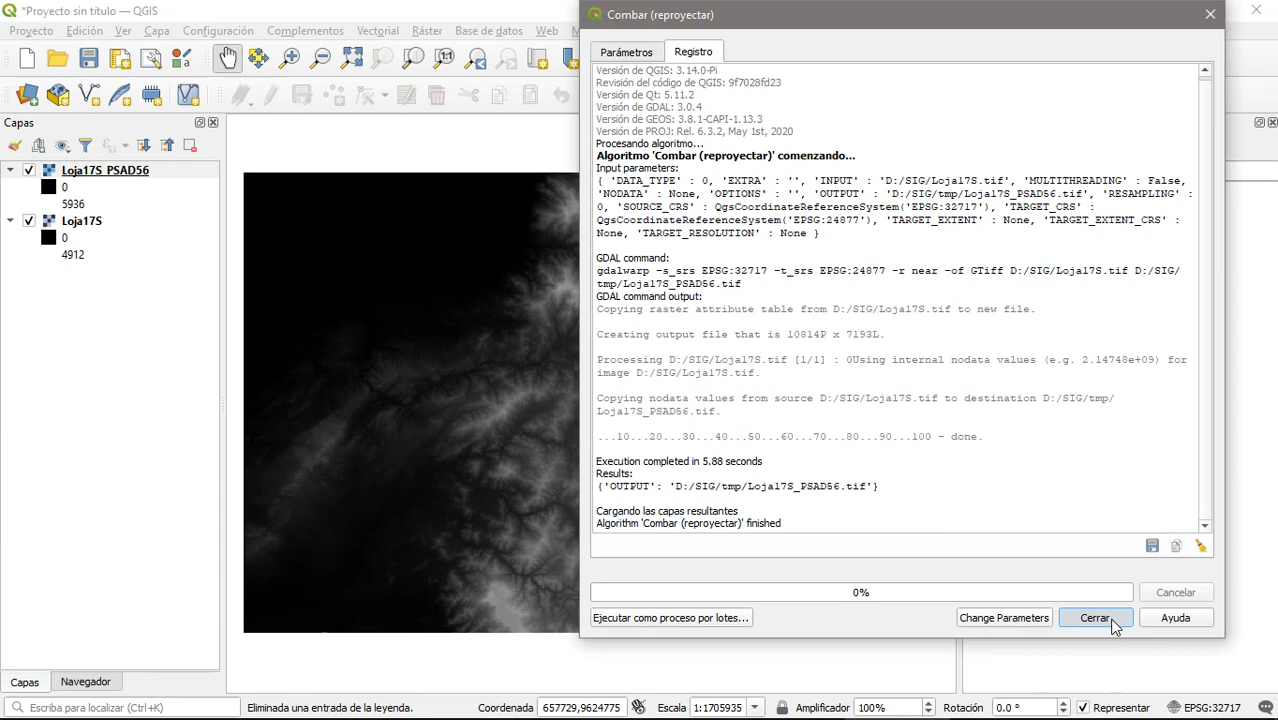 *Proyecto sin título — QGIS
Proyecto Edición Ver Capa Configuración Complementos Vectorial Ráster Base de datos Web
Capas
Loja17S_PSAD56
0
5936
Loja17S
0
4912
Capas Navegador
Combar (reproyectar)
Parámetros Registro
Versión de QGIS: 3.14.0-Pi
Revisión del código de QGIS: 9f7028fd23
Versión de Qt: 5.11.2
Versión de GDAL: 3.0.4
Versión de GEOS: 3.8.1-CAPI-1.13.3
Versión de PROJ: Rel. 6.3.2, May 1st, 2020
Procesando algoritmo...
Algoritmo 'Combar (reproyectar)' comenzando...
Input parameters:
{ 'DATA_TYPE' : 0, 'EXTRA' : '', 'INPUT' : 'D:/SIG/Loja17S.tif', 'MULTITHREADING' : False,
'NODATA' : None, 'OPTIONS' : '', 'OUTPUT' : 'D:/SIG/tmp/Loja17S_PSAD56.tif', 'RESAMPLING' :
0, 'SOURCE_CRS' : QgsCoordinateReferenceSystem('EPSG:32717'), 'TARGET_CRS' :
QgsCoordinateReferenceSystem('EPSG:24877'), 'TARGET_EXTENT' : None, 'TARGET_EXTENT_CRS' :
None, 'TARGET_RESOLUTION' : None }
GDAL command:
gdalwarp -s_srs EPSG:32717 -t_srs EPSG:24877 -r near -of GTiff D:/SIG/Loja17S.tif D:/SIG/
tmp/Loja17S_PSAD56.tif
GDAL command output:
Copying raster attribute table from D:/SIG/Loja17S.tif to new file.
Creating output file that is 10814P x 7193L.
Processing D:/SIG/Loja17S.tif [1/1] : 0Using internal nodata values (e.g. 2.14748e+09) for
image D:/SIG/Loja17S.tif.
Copying nodata values from source D:/SIG/Loja17S.tif to destination D:/SIG/tmp/
Loja17S_PSAD56.tif.
...10...20...30...40...50...60...70...80...90...100 - done.
Execution completed in 5.88 seconds
Results:
{'OUTPUT': 'D:/SIG/tmp/Loja17S_PSAD56.tif'}
Cargando las capas resultantes
Algorithm 'Combar (reproyectar)' finished
0% Cancelar
Ejecutar como proceso por lotes... Change Parameters Cerrar Ayuda
Escriba para localizar (Ctrl+K) Eliminada una entrada de la leyenda. Coordenada 657729,9624775 Escala 1:1705935 Amplificador 100% Rotación 0.0 ° Representar EPSG:32717